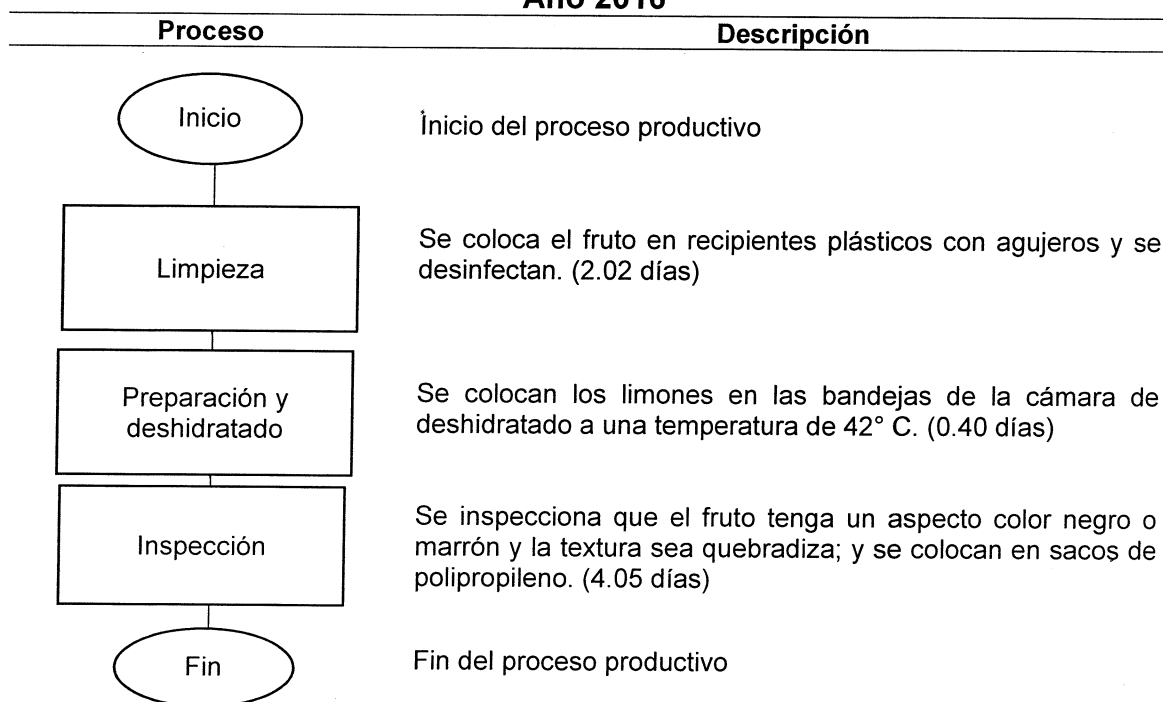 Año 2016
Proceso Descripción
Inicio Inicio del proceso productivo
Limpieza
Se coloca el fruto en recipientes plásticos con agujeros y se
desinfectan. (2.02 días)
Preparación y
deshidratado
Se colocan los limones en las bandejas de la cámara de
deshidratado a una temperatura de 42° C. (0.40 días)
Inspección
Se inspecciona que el fruto tenga un aspecto color negro o
marrón y la textura sea quebradiza; y se colocan en sacos de
polipropileno. (4.05 días)
Fin Fin del proceso productivo